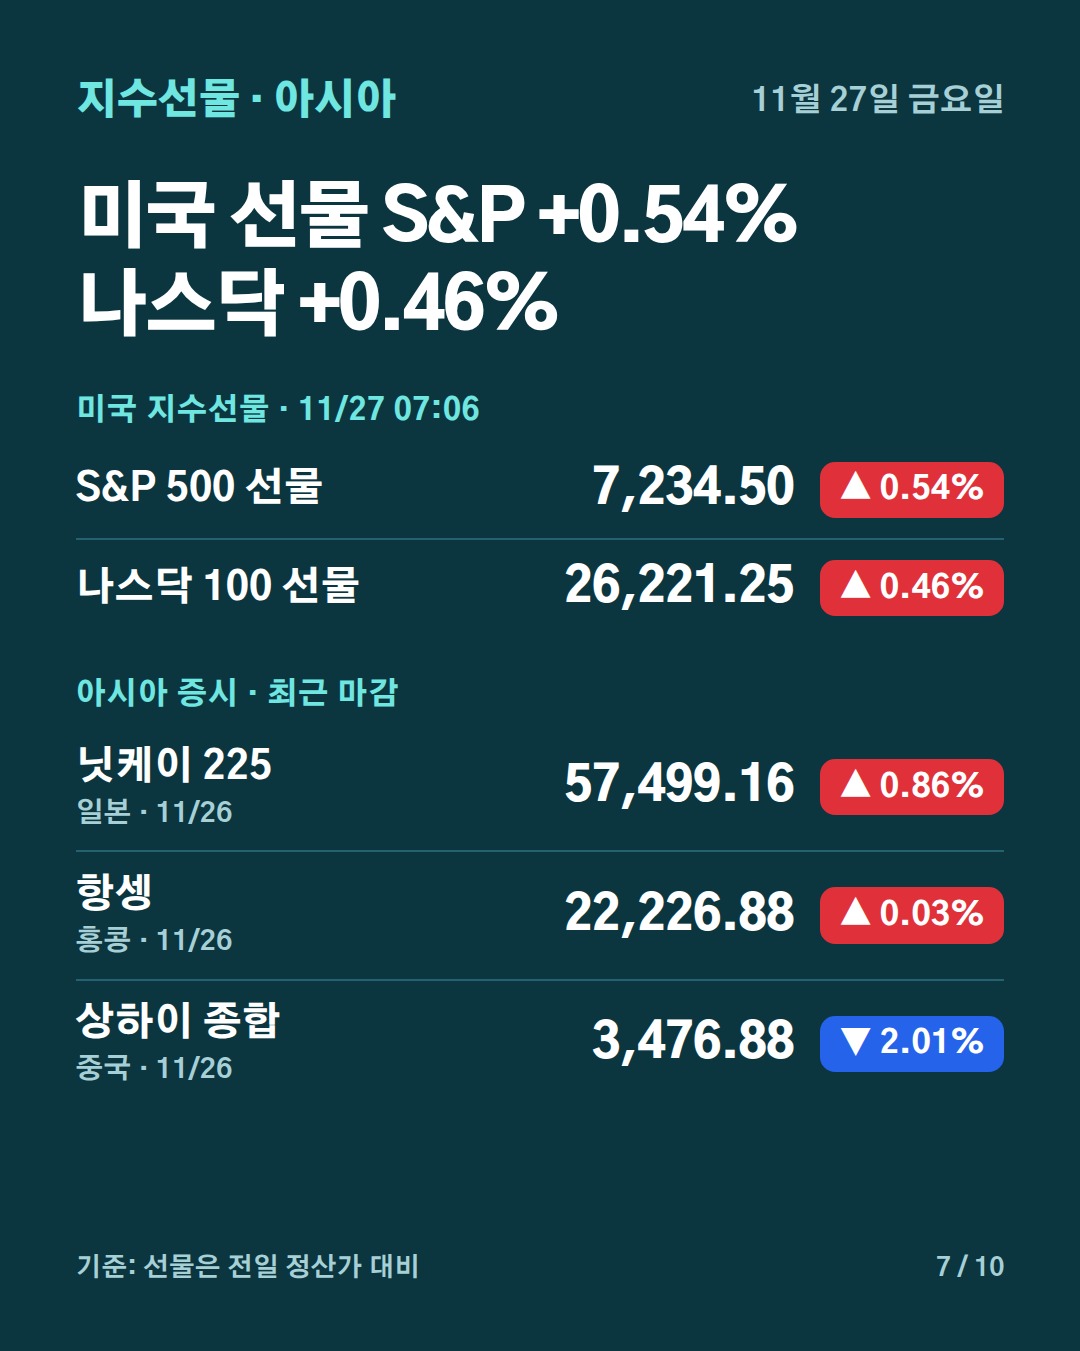 지수선물 · 아시아
11월 27일 금요일
미국 선물 S&P +0.54%
나스닥 +0.46%
미국 지수선물 · 11/27 07:06
S&P 500 선물 7,234.50 ▲ 0.54%
나스닥 100 선물 26,221.25 ▲ 0.46%
아시아 증시 · 최근 마감
닛케이 225 57,499.16 ▲ 0.86%
일본 · 11/26
항셍 22,226.88 ▲ 0.03%
홍콩 · 11/26
상하이 종합 3,476.88 ▼ 2.01%
중국 · 11/26
기준: 선물은 전일 정산가 대비
7 / 10